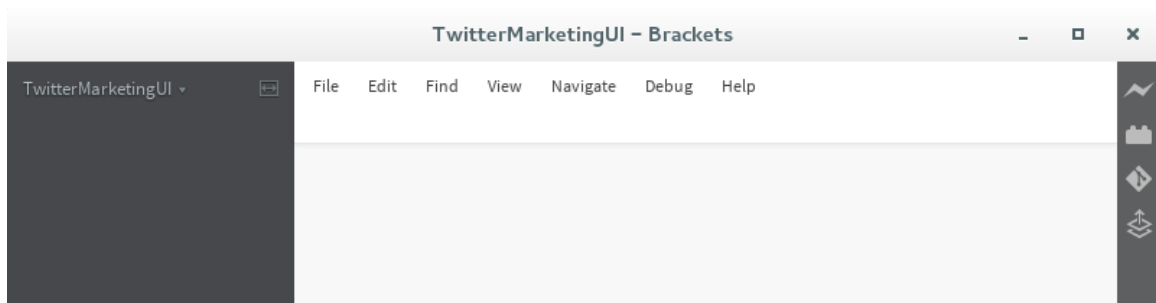 TwitterMarketingUI – Brackets
TwitterMarketingUI
File Edit Find View Navigate Debug Help